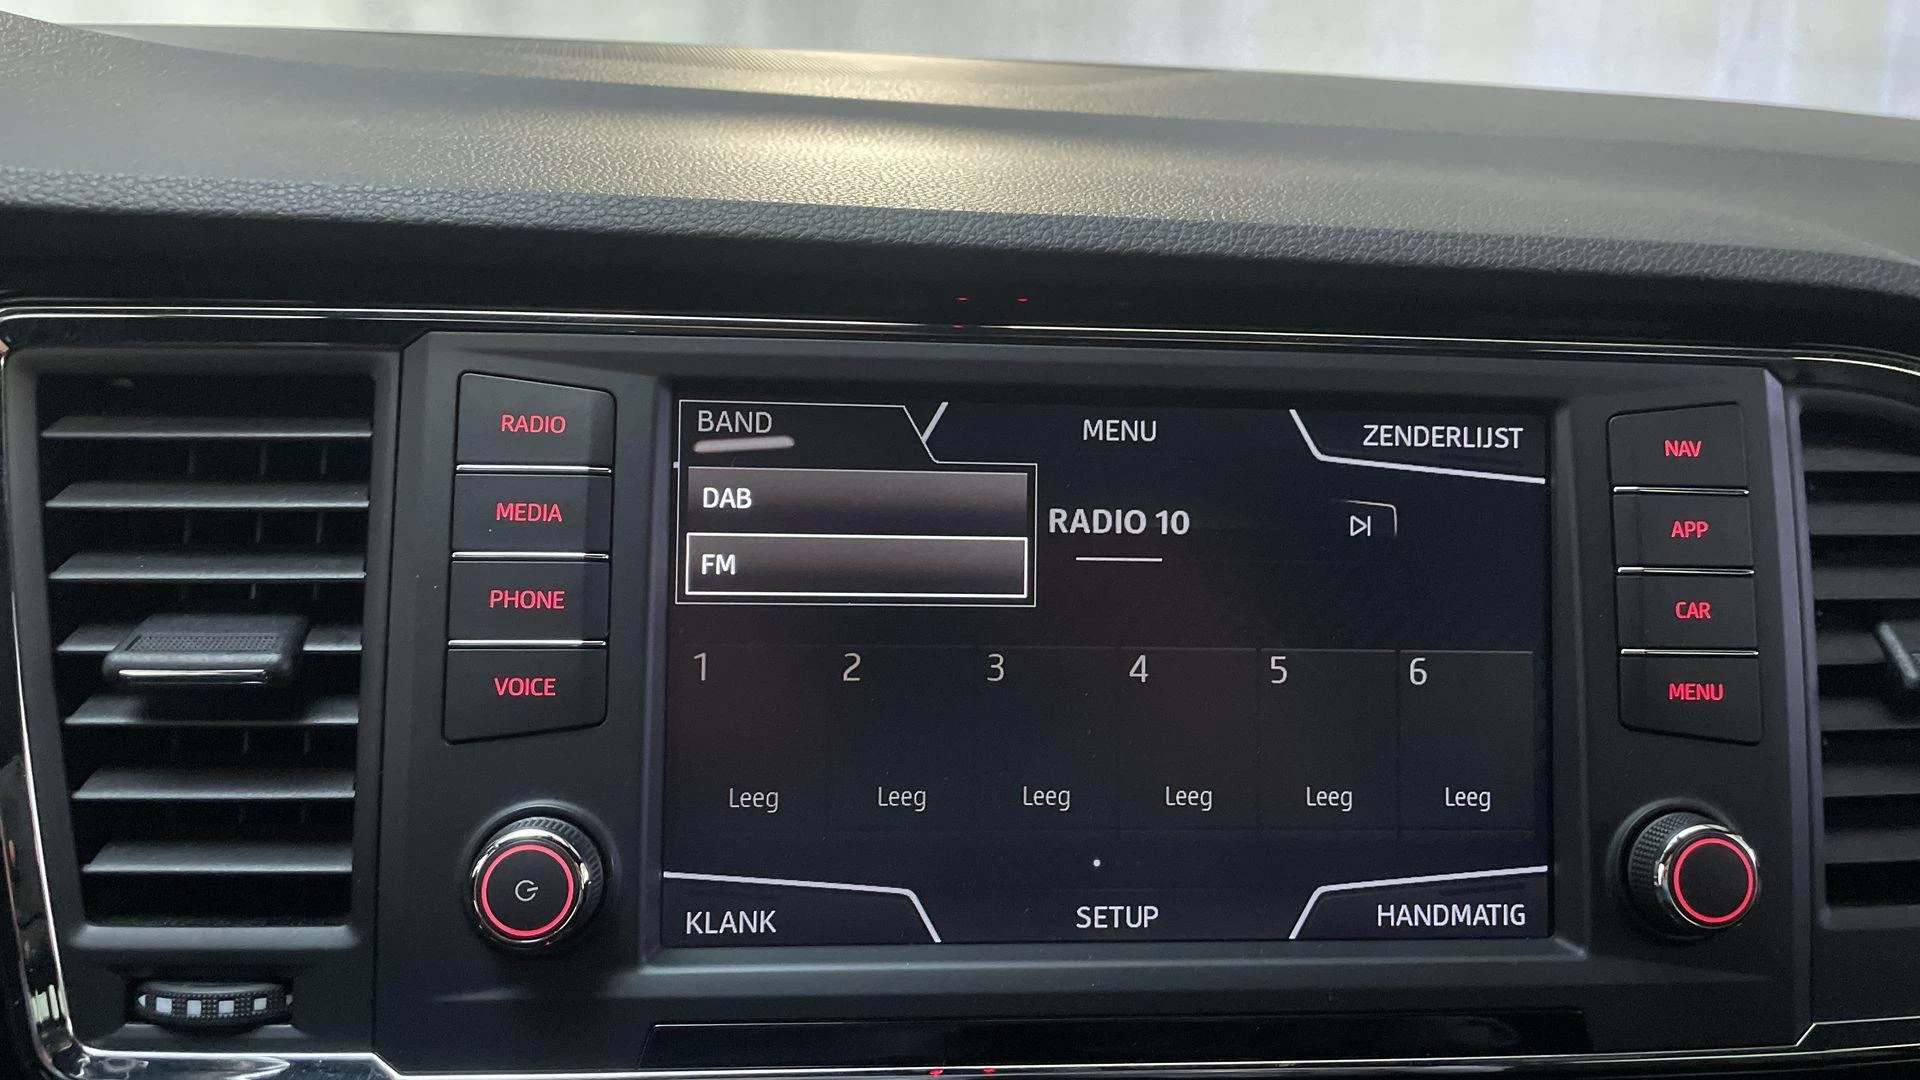 RADIO
MEDIA
PHONE
VOICE
BAND
MENU
ZENDERLIJST
DAB
FM
RADIO 10
1 2 3 4 5 6
Leeg Leeg Leeg Leeg Leeg Leeg
KLANK
SETUP
HANDMATIG
NAV
APP
CAR
MENU